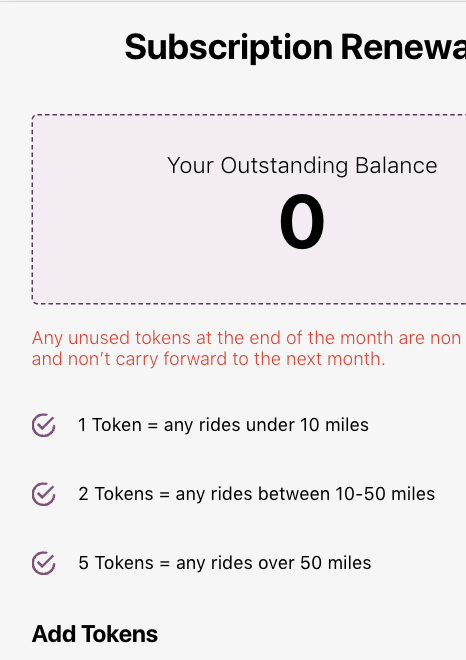 Subscription Renewa
Your Outstanding Balance
0
Any unused tokens at the end of the month are non
and non’t carry forward to the next month.
1 Token = any rides under 10 miles
2 Tokens = any rides between 10-50 miles
5 Tokens = any rides over 50 miles
Add Tokens